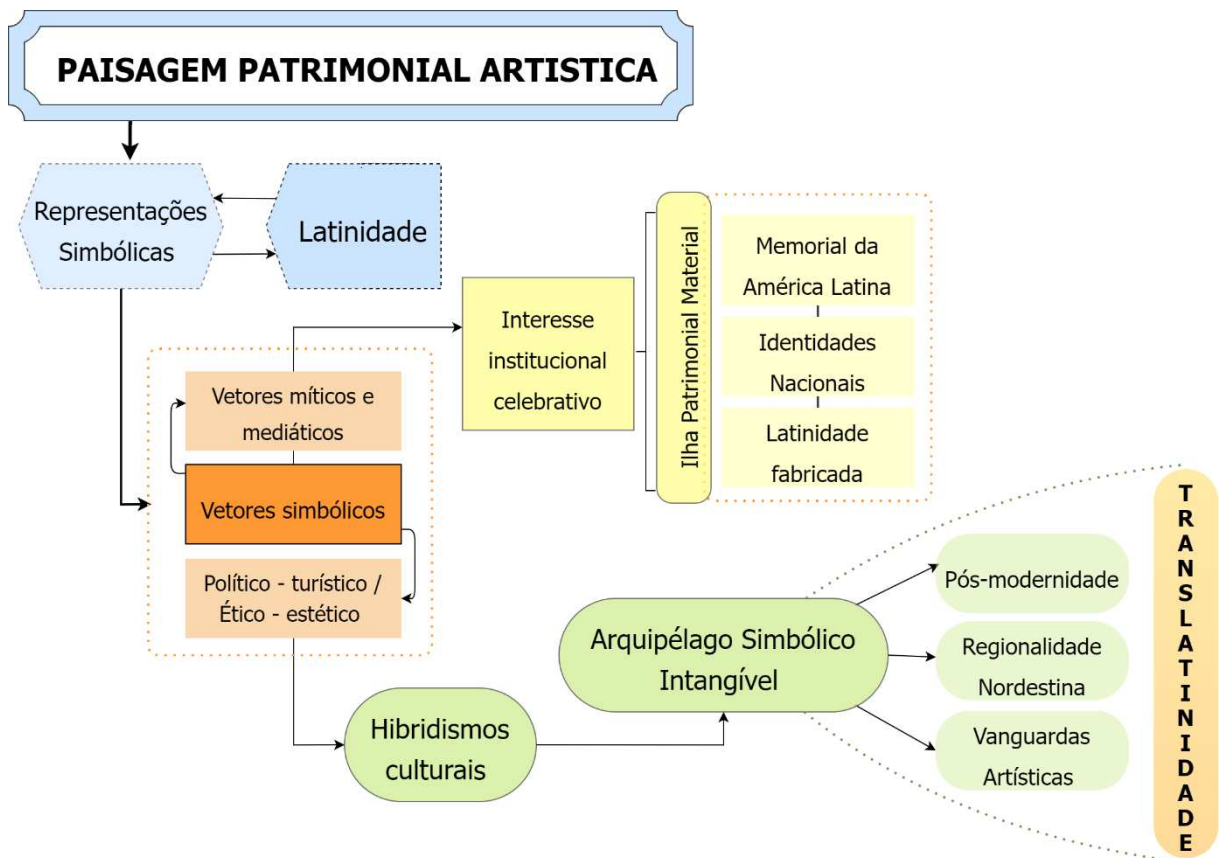 PAISAGEM PATRIMONIAL ARTISTICA
Representações
Simbólicas
Latinidade
Interesse
institucional
celebrativo
Ilha Patrimonial Material
Memorial da
América Latina
Identidades
Nacionais
Latinidade
fabricada
Vetores míticos e
mediáticos
Vetores simbólicos
Político - turístico /
Ético - estético
Hibridismos
culturais
Arquipélago Simbólico
Intangível
Pós-modernidade
Regionalidade
Nordestina
Vanguardas
Artísticas
TRANSLATINIDADE